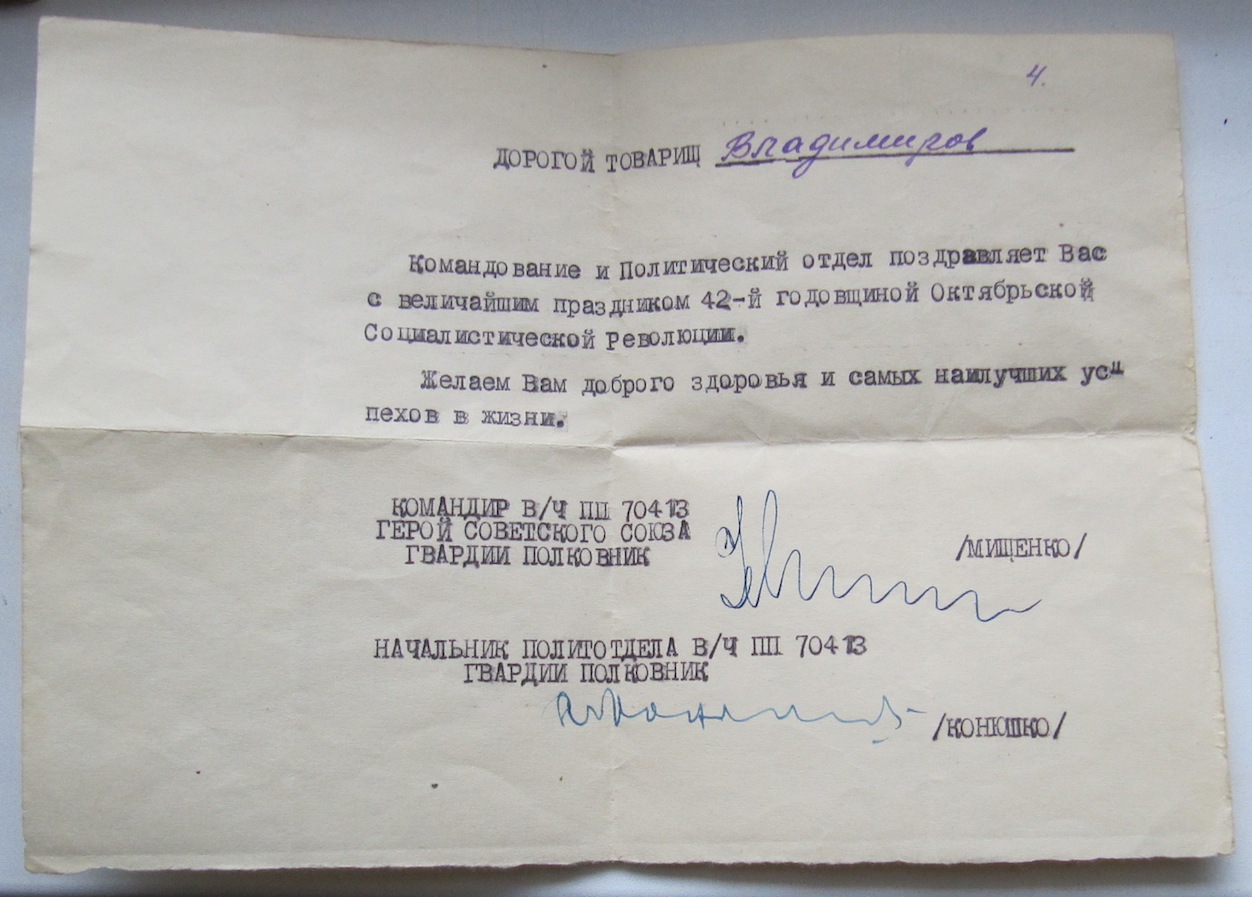 4.
ДОРОГОЙ ТОВАРИЩ Владимиров
Командование и Политический отдел поздравляет Вас
с величайшим праздником 42-й годовщиной Октябрьской
Социалистической Революции.
Желаем Вам доброго здоровья и самых наилучших ус"
пехов в жизни.
КОМАНДИР В/Ч ПП 70413
ГЕРОЙ СОВЕТСКОГО СОЮЗА
ГВАРДИИ ПОЛКОВНИК /МИЩЕНКО/
НАЧАЛЬНИК ПОЛИТОТДЕЛА В/Ч ПП 70413
ГВАРДИИ ПОЛКОВНИК
/КОНЮШКО/